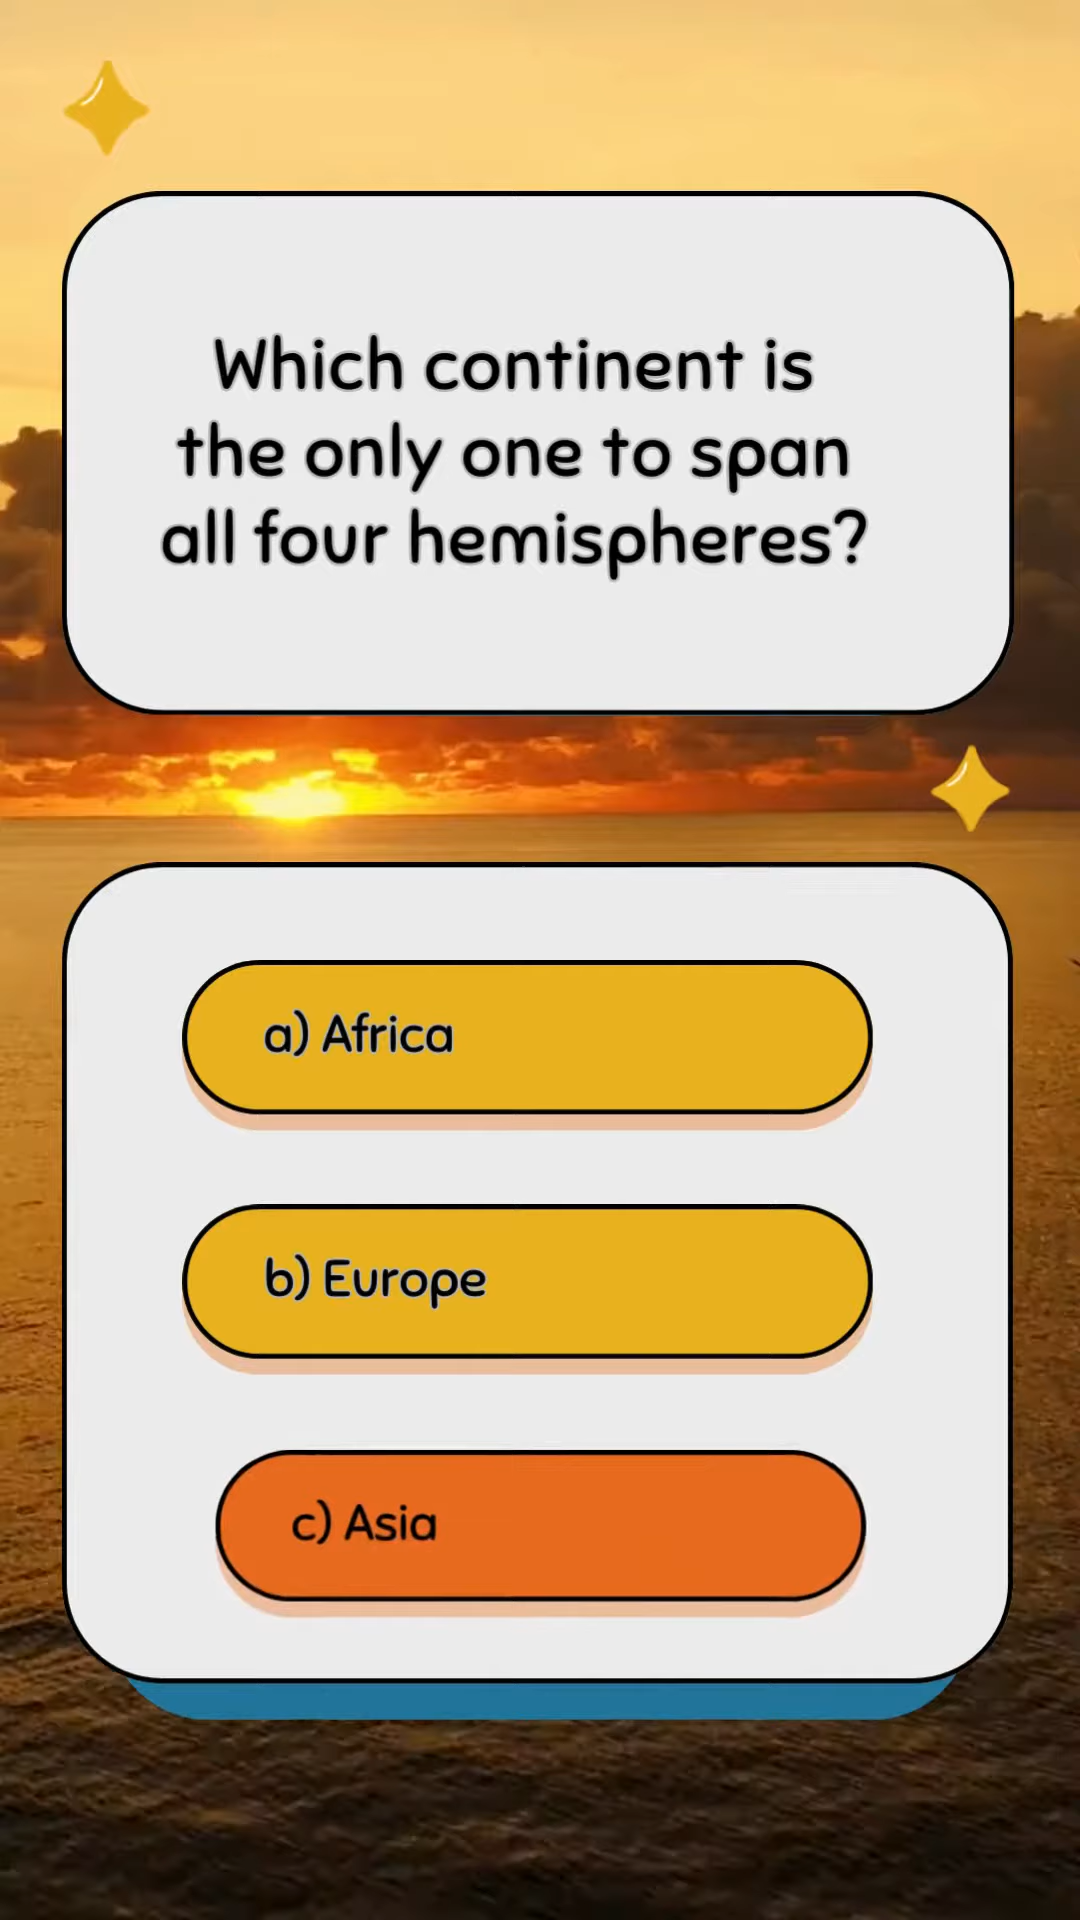 Which continent is
the only one to span
all four hemispheres?
a) Africa
b) Europe
c) Asia